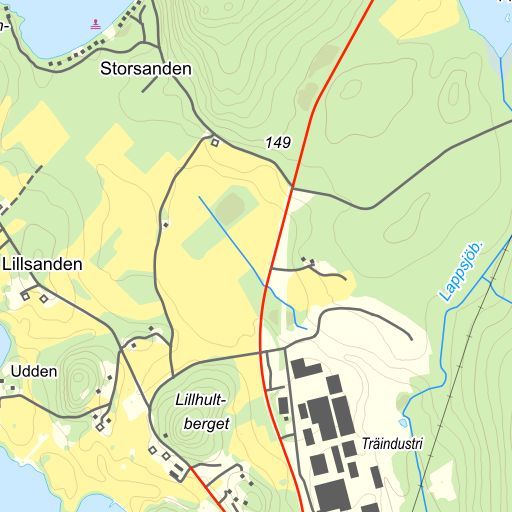 Storsanden
149
Lappsjöb.
Lillsanden
Udden
Lillhult-
berget
Träindustri